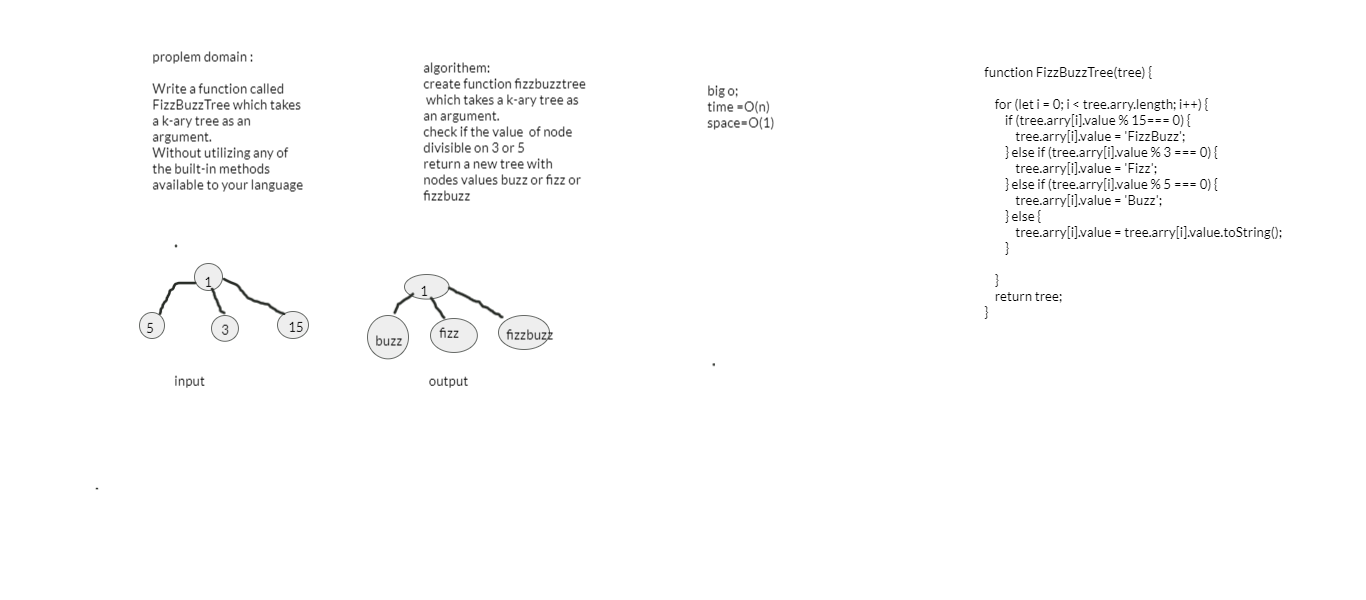 proplem domain :
Write a function called
FizzBuzzTree which takes
a k-ary tree as an
argument.
Without utilizing any of
the built-in methods
available to your language
algorithem:
create function fizzbuzztree
which takes a k-ary tree as
an argument.
check if the value of node
divisible on 3 or 5
return a new tree with
nodes values buzz or fizz or
fizzbuzz
big o;
time =O(n)
space=O(1)
function FizzBuzzTree(tree) {
for (let i = 0; i < tree.arry.length; i++) {
if (tree.arry[i].value % 15=== 0) {
tree.arry[i].value = 'FizzBuzz';
} else if (tree.arry[i].value % 3 === 0) {
tree.arry[i].value = 'Fizz';
} else if (tree.arry[i].value % 5 === 0) {
tree.arry[i].value = 'Buzz';
} else {
tree.arry[i].value = tree.arry[i].value.toString();
}
}
return tree;
}
1
5
3
15
input
1
buzz
fizz
fizzbuzz
output